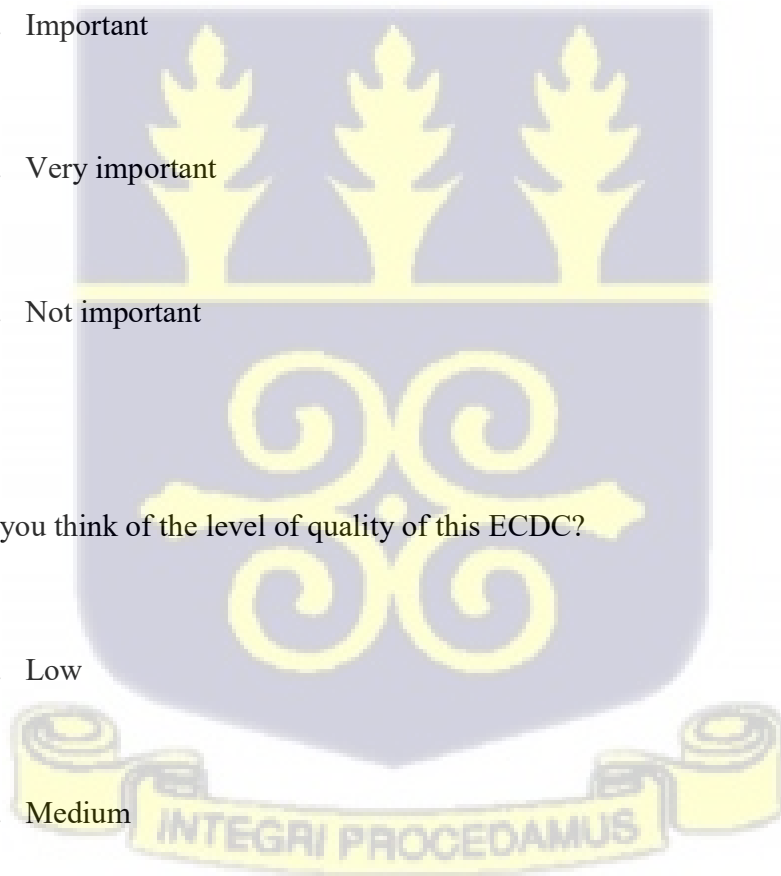 Important
Very important
Not important
you think of the level of quality of this ECDC?
Low
Medium
INTEGRI PROCEDAMUS